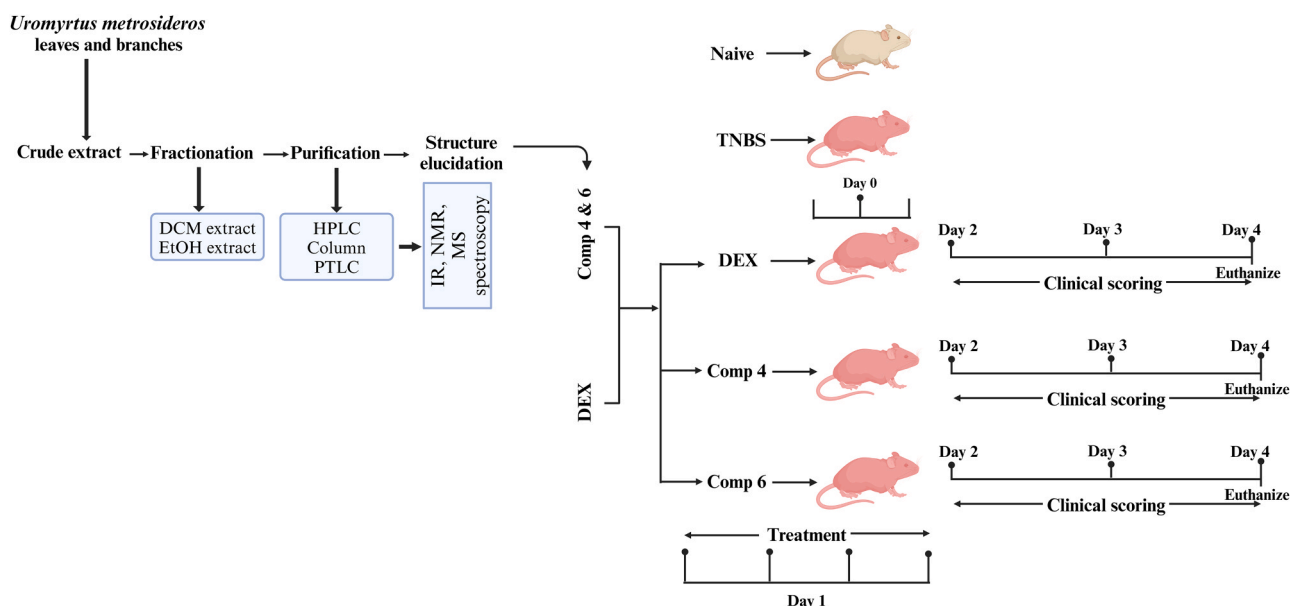 Uromyrtus metrosideros
leaves and branches
Crude extract
Fractionation
Purification
Structure
elucidation
DCM extract
EtOH extract
HPLC
Column
PTLC
IR, NMR,
MS
spectroscopy
Comp 4 & 6
DEX
Naive
TNBS
Day 0
DEX
Day 2
Day 3
Day 4
Clinical scoring
Euthanize
Comp 4
Day 2
Day 3
Day 4
Clinical scoring
Euthanize
Comp 6
Day 2
Day 3
Day 4
Clinical scoring
Euthanize
Treatment
Day 1